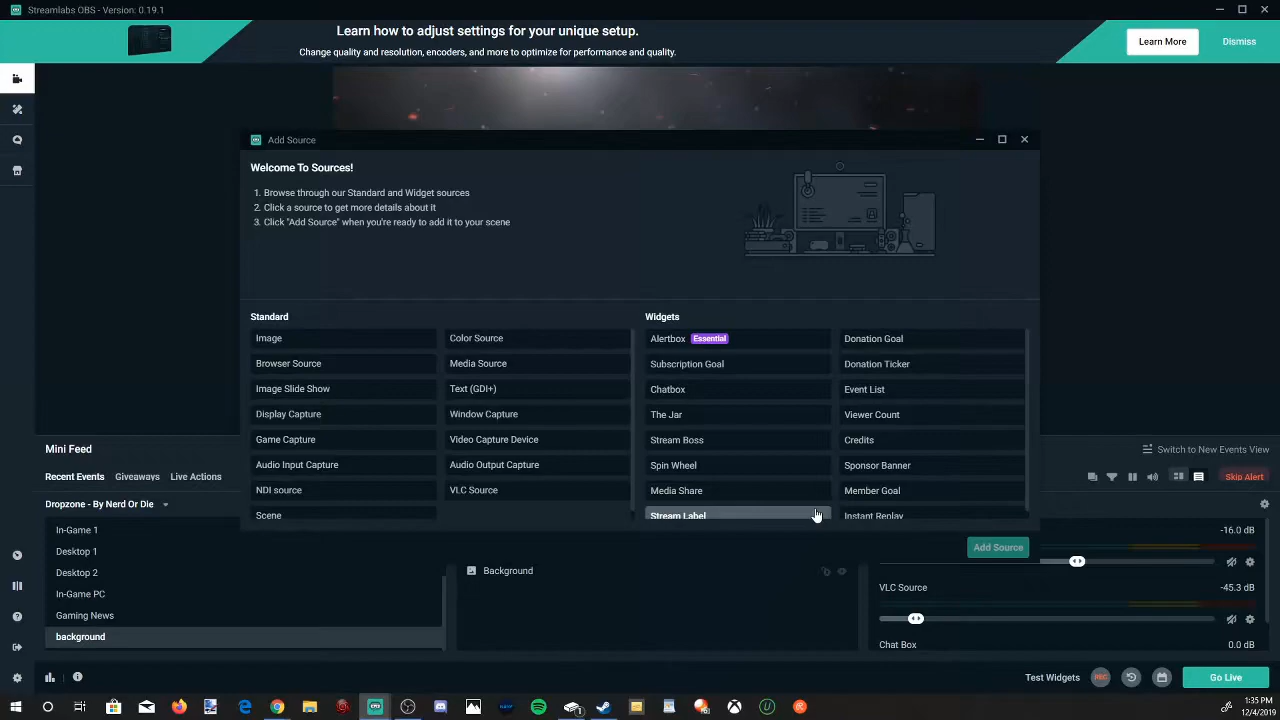 Streamlabs OBS - Version: 0.19.1
Learn how to adjust settings for your unique setup.
Change quality and resolution, encoders, and more to optimize for performance and quality.
Learn More
Dismiss
Add Source
Welcome To Sources!
1. Browse through our Standard and Widget sources
2. Click a source to get more details about it
3. Click "Add Source" when you're ready to add it to your scene
Standard
Image
Color Source
Browser Source
Media Source
Image Slide Show
Text (GDI+)
Display Capture
Window Capture
Game Capture
Video Capture Device
Audio Input Capture
Audio Output Capture
NDI source
VLC Source
Scene
Widgets
Alertbox Essential
Donation Goal
Subscription Goal
Donation Ticker
Chatbox
Event List
The Jar
Viewer Count
Stream Boss
Credits
Spin Wheel
Sponsor Banner
Media Share
Member Goal
Stream Label
Instant Replay
Add Source
Mini Feed
Switch to New Events View
Recent Events
Giveaways
Live Actions
Skip Alert
Dropzone - By Nerd Or Die
In-Game 1
Desktop 1
Desktop 2
In-Game PC
Gaming News
background
Background
-16.0 dB
VLC Source
-45.3 dB
Chat Box
0.0 dB
Test Widgets
REC
Go Live
1:35 PM
12/4/2019